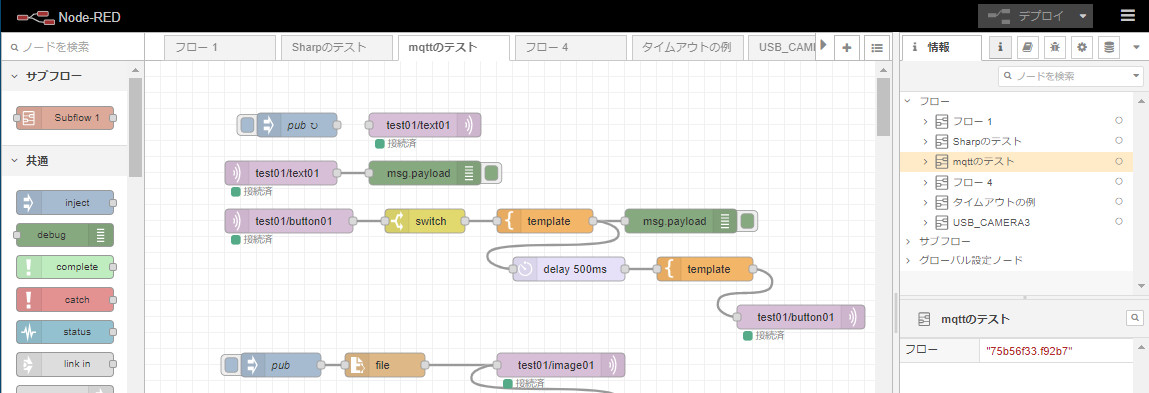 Node-RED
デプロイ
ノードを検索
フロー 1
Sharpのテスト
mqttのテスト
フロー 4
タイムアウトの例
USB_CAM
情報
サブフロー
Subflow 1
共通
inject
debug
complete
catch
status
link in
pub ↻
test01/text01
接続済
test01/text01
接続済
msg.payload
test01/button01
接続済
switch
template
msg.payload
delay 500ms
template
test01/button01
接続済
pub
file
test01/image01
接続済
ノードを検索
フロー
フロー 1
Sharpのテスト
mqttのテスト
フロー 4
タイムアウトの例
USB_CAMERA3
サブフロー
グローバル設定ノード
mqttのテスト
フロー "75b56f33.f92b7"